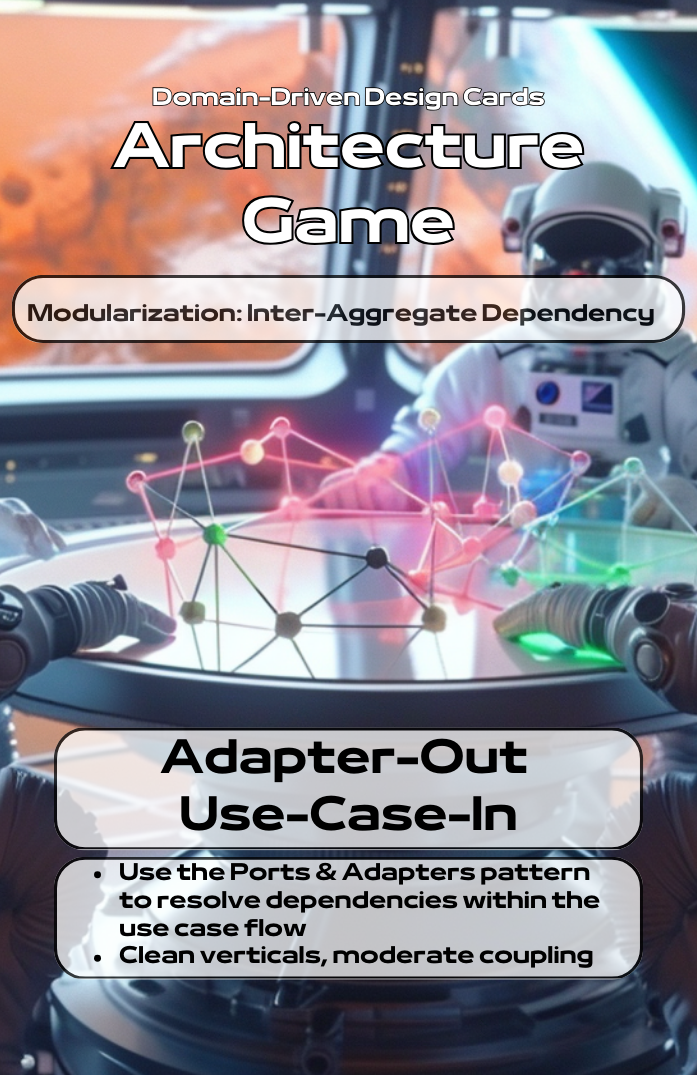 Domain-Driven Design Cards
Architecture
Game
Modularization: Inter-Aggregate Dependency
Adapter-Out
Use-Case-In
• Use the Ports & Adapters pattern
to resolve dependencies within the
use case flow
• Clean verticals, moderate coupling